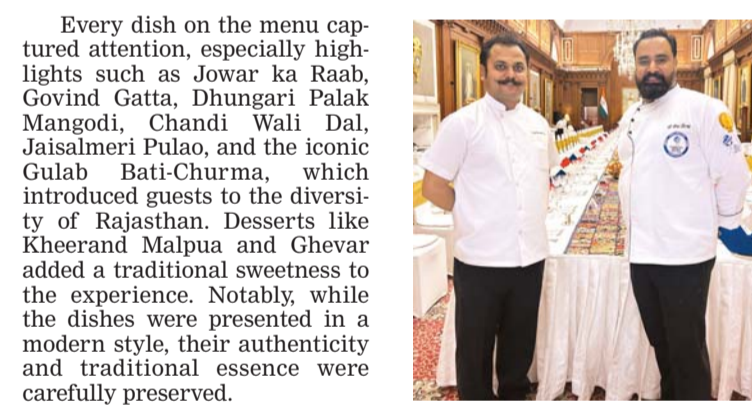 Every dish on the menu cap-
tured attention, especially high-
lights such as Jowar ka Raab,
Govind Gatta, Dhungari Palak
Mangodi, Chandi Wali Dal,
Jaisalmeri Pulao, and the iconic
Gulab Bati-Churma, which
introduced guests to the diversi-
ty of Rajasthan. Desserts like
Kheerand Malpua and Ghevar
added a traditional sweetness to
the experience. Notably, while
the dishes were presented in a
modern style, their authenticity
and traditional essence were
carefully preserved.